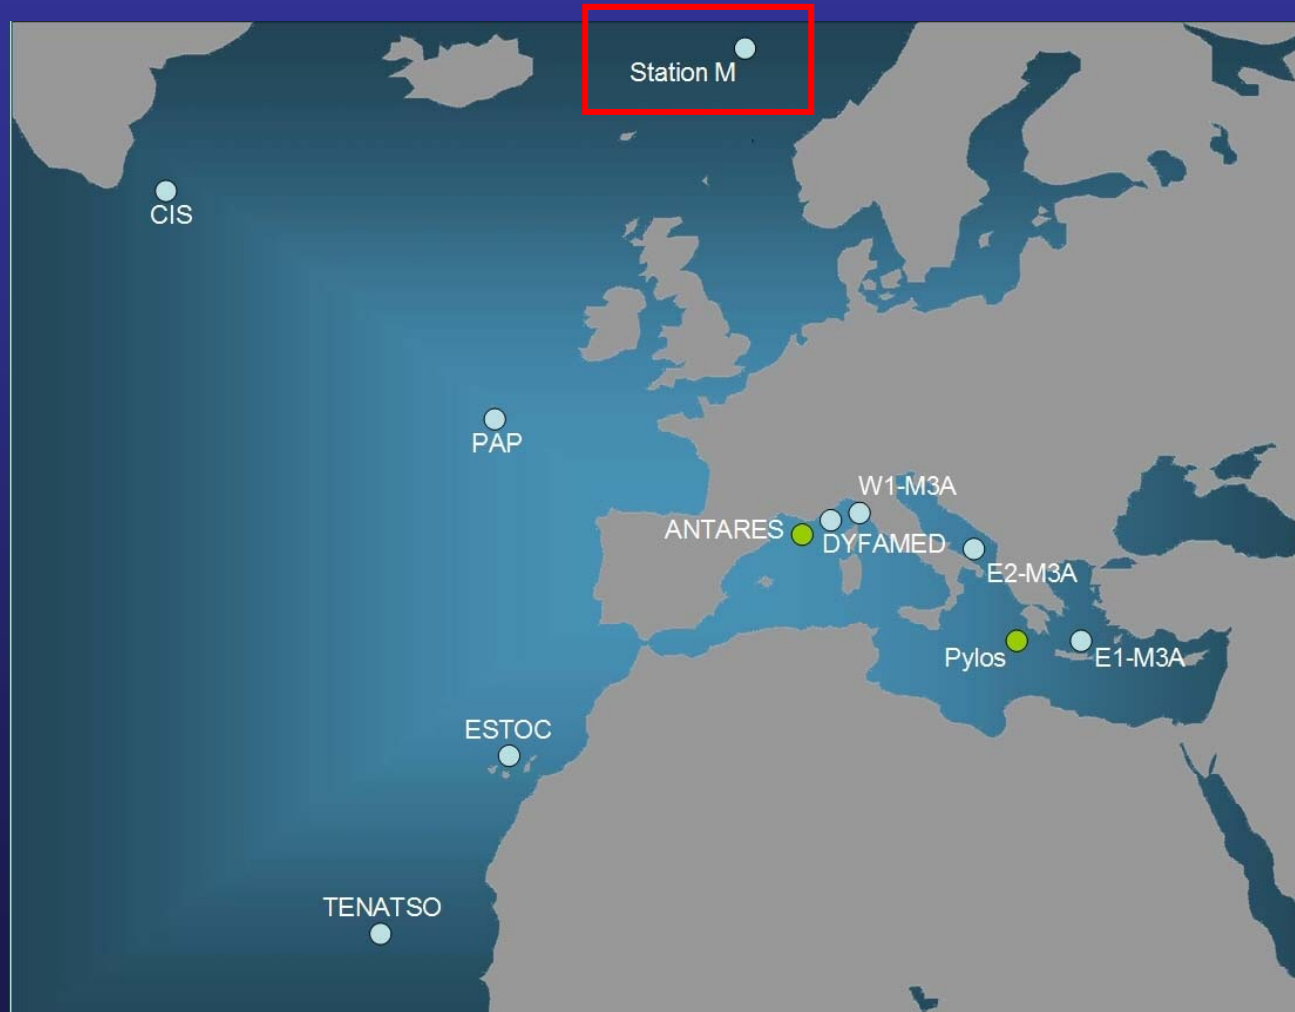 Station M
CIS
PAP
W1-M3A
ANTARES
DYFAMED
E2-M3A
Pylos
E1-M3A
ESTOC
TENATSO